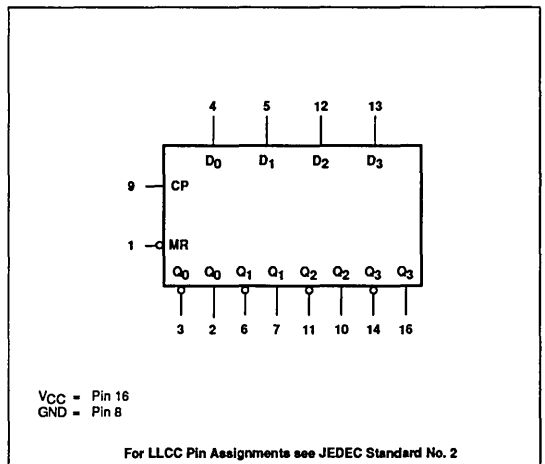 4 5 12 13
D0 D1 D2 D3
9 CP
1 MR
Q0 Q0 Q1 Q1 Q2 Q2 Q3 Q3
3 2 6 7 11 10 14 16
VCC = Pin 16
GND = Pin 8
For LLCC Pin Assignments see JEDEC Standard No. 2